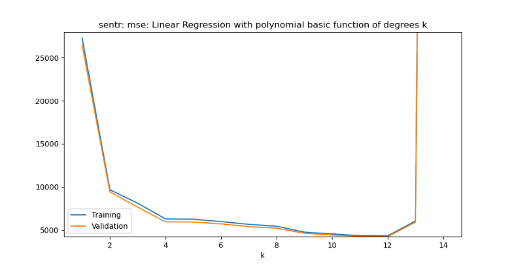 sentr: mse: Linear Regression with polynomial basic function of degrees k
25000
20000
15000
10000
5000
Training
Validation
2 4 6 8 10 12 14
k